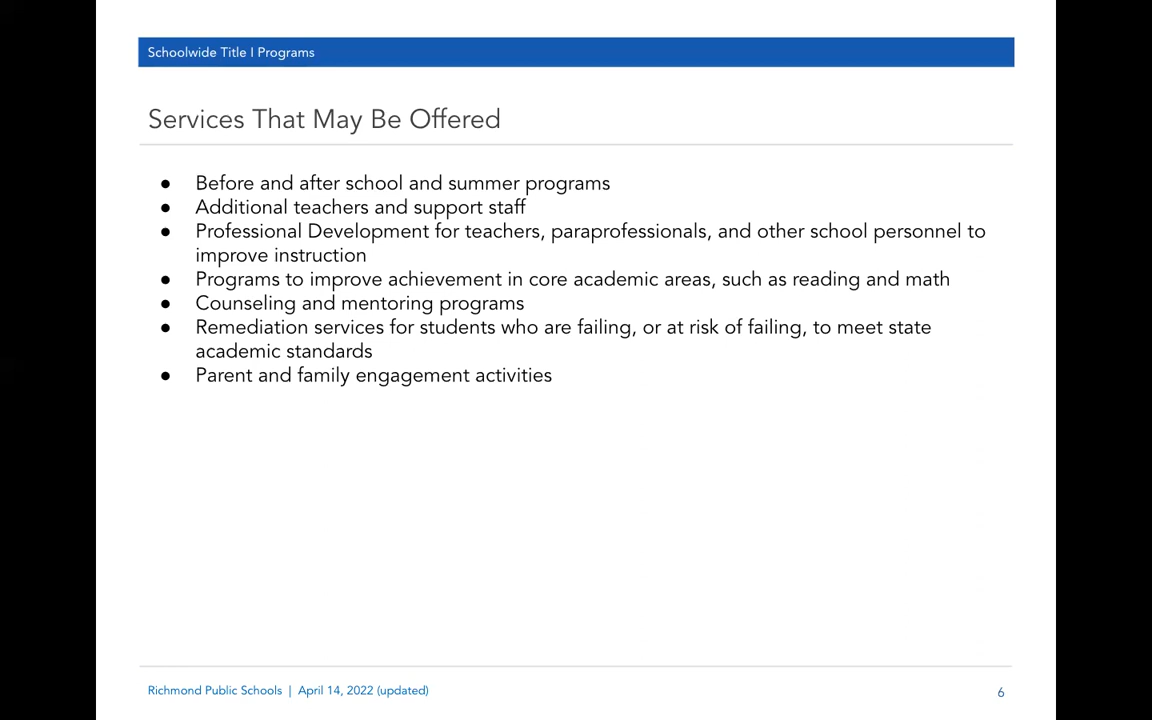 Schoolwide Title I Programs
Services That May Be Offered
● Before and after school and summer programs
● Additional teachers and support staff
● Professional Development for teachers, paraprofessionals, and other school personnel to
improve instruction
● Programs to improve achievement in core academic areas, such as reading and math
● Counseling and mentoring programs
● Remediation services for students who are failing, or at risk of failing, to meet state
academic standards
● Parent and family engagement activities
Richmond Public Schools | April 14, 2022 (updated)
6